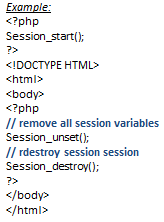 Example:
<?php
Session_start();
?>
<!DOCTYPE HTML>
<html>
<body>
<?php
// remove all session variables
Session_unset();
// rdestroy session session
Session_destroy();
?>
</body>
</html>